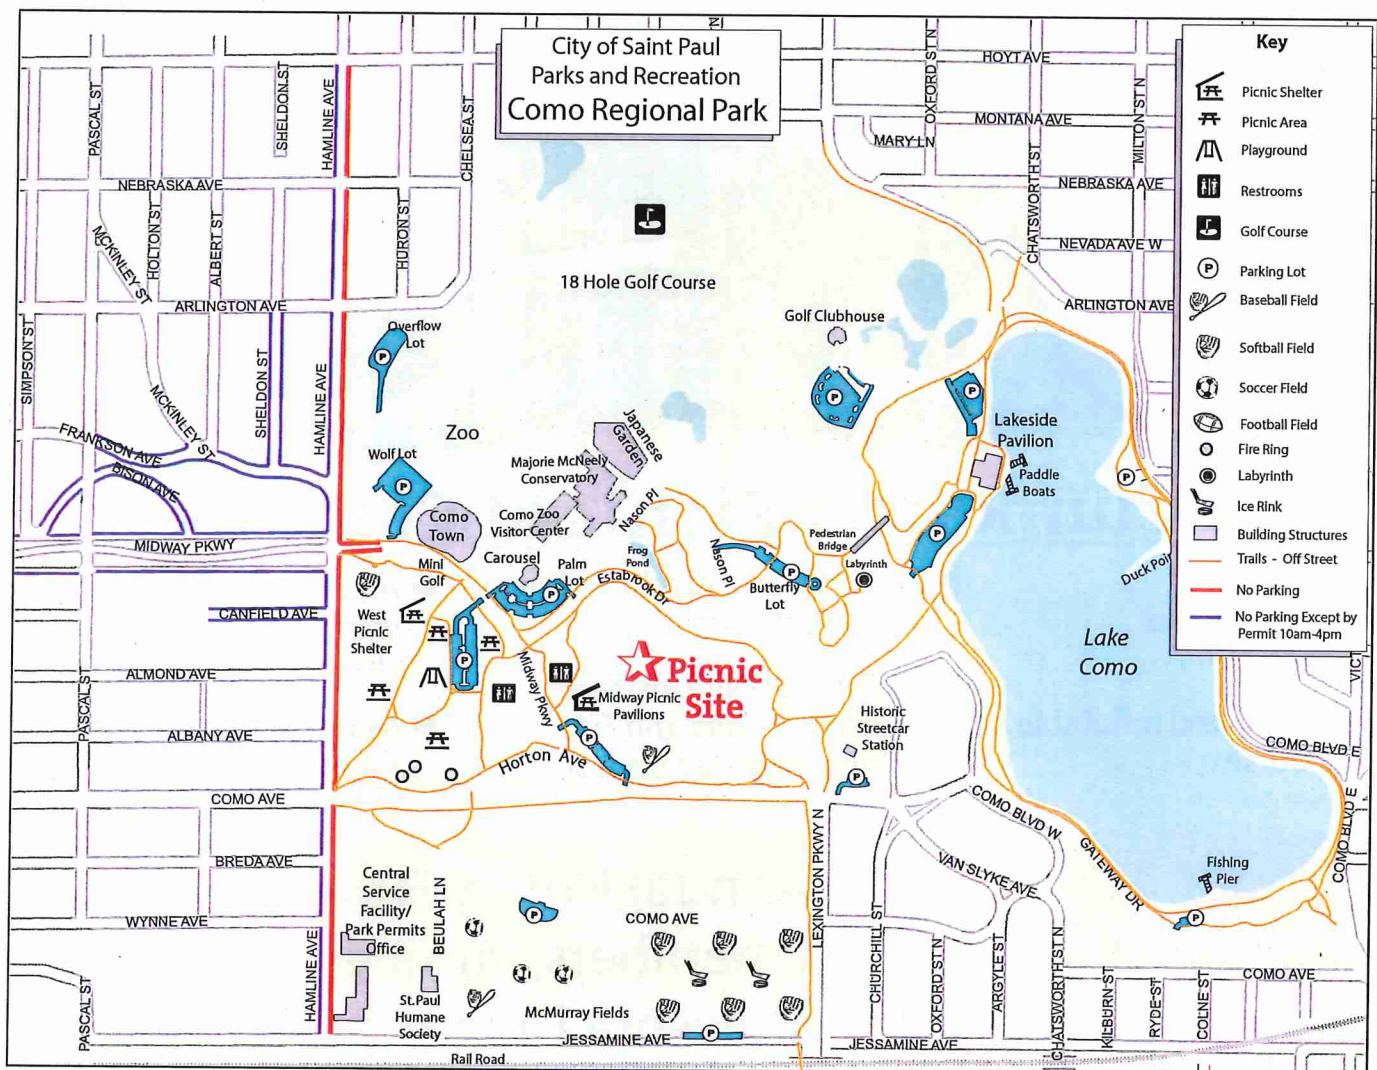 City of Saint Paul
Parks and Recreation
Como Regional Park
Key
Picnic Shelter
Picnic Area
Playground
Restrooms
Golf Course
Parking Lot
Baseball Field
Softball Field
Soccer Field
Football Field
Fire Ring
Labyrinth
Ice Rink
Building Structures
Trails - Off Street
No Parking
No Parking Except by
Permit 10am-4pm
HOYT AVE
MONTANA AVE
MARY LN
NEBRASKA AVE
NEVADA AVE W
ARLINGTON AVE
OXFORD ST N
CHATSWORTH ST
MILTON ST N
PASCAL ST
SHELDON ST
HAMLINE AVE
CHELSEA ST
NEBRASKA AVE
MCKINLEY ST
HOLTON ST
ALBERT ST
HURON ST
ARLINGTON AVE
SIMPSON ST
MCKINLEY ST
SHELDON ST
HAMLINE AVE
FRANKSON AVE
BISON AVE
MIDWAY PKWY
CANFIELD AVE
ALMOND AVE
PASCAL ST
ALBANY AVE
COMO AVE
BREDA AVE
WYNNE AVE
PASCAL ST
HAMLINE AVE
18 Hole Golf Course
Golf Clubhouse
Overflow
Lot
Zoo
Wolf Lot
Japanese
Garden
Majorie McNeely
Conservatory
Como Zoo
Visitor Center
Nason Pl
Como
Town
Carousel
Palm
Lot
Mini
Golf
Frog
Pond
Estabrook Dr
Nason Pl
Butterfly
Lot
Pedestrian
Bridge
Labyrinth
Lakeside
Pavilion
Paddle
Boats
Lake
Como
West
Picnic
Shelter
Midway Pkwy
Picnic
Site
Midway Picnic
Pavilions
Horton Ave
Historic
Streetcar
Station
COMO BLVD E
COMO BLVD E
COMO BLVD W
VAN SLYKE AVE
GATEWAY DR
Fishing
Pier
Central
Service
Facility/
Park Permits
Office
BEULAH LN
St.Paul
Humane
Society
COMO AVE
McMurray Fields
LEXINGTON PKWY N
CHURCHILL ST
OXFORD ST N
ARGYLE ST
CHATSWORTH ST N
KILBURN ST
RYDE ST
COLNE ST
COMO AVE
JESSAMINE AVE
JESSAMINE AVE
Rail Road